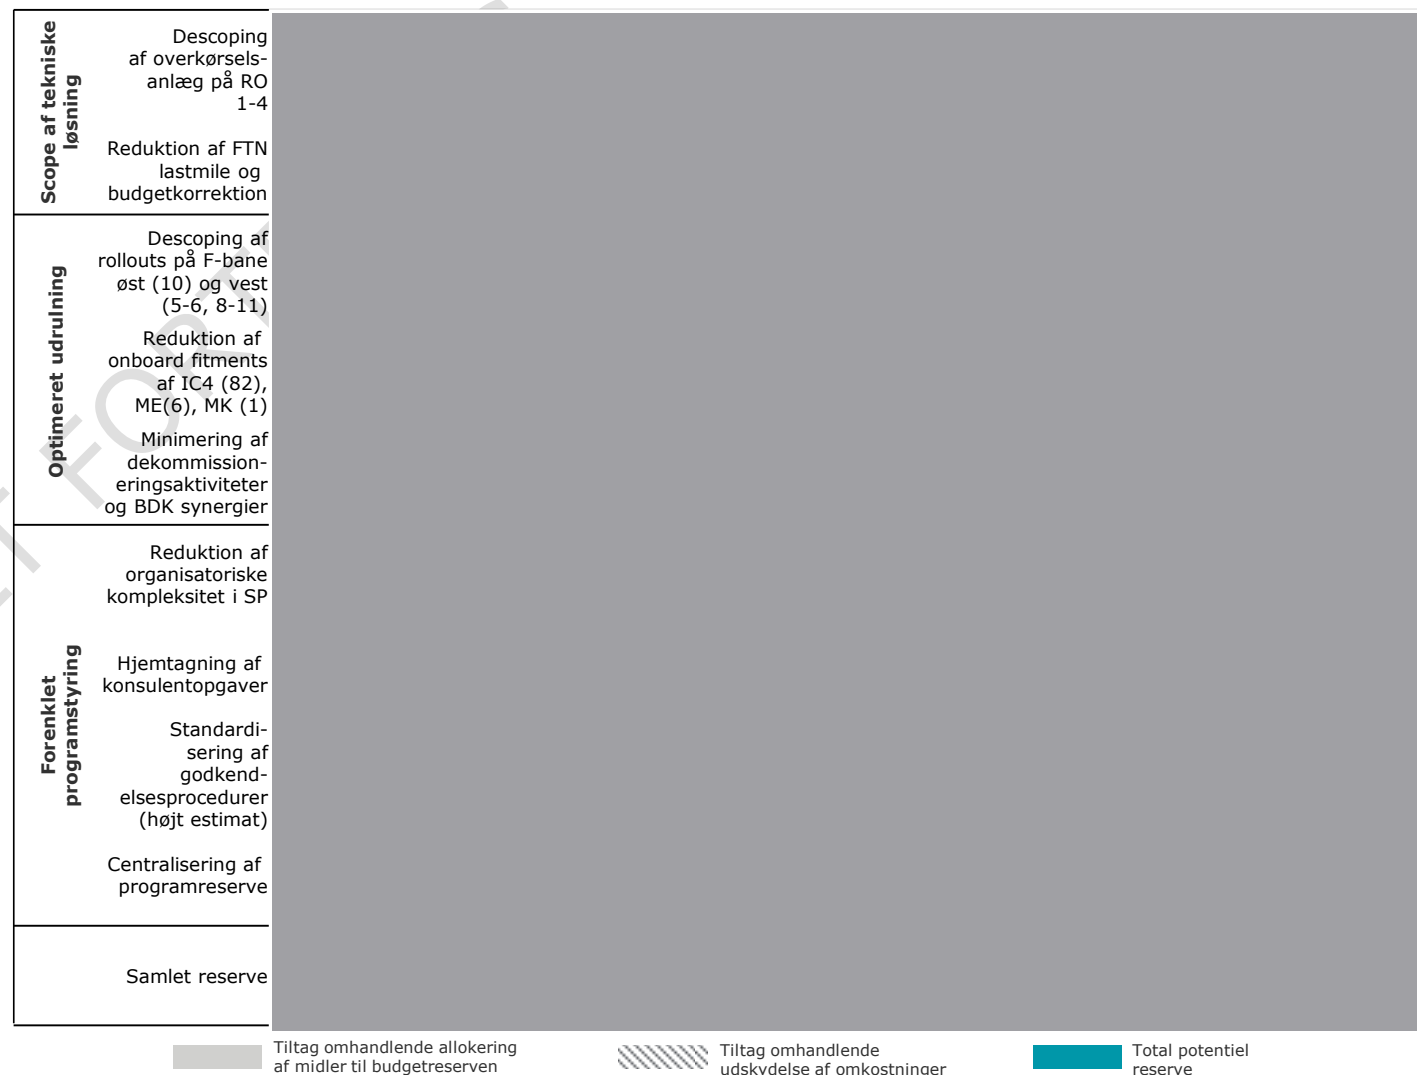 Scope af tekniske
løsning
Descoping
af overkørsels-
anlæg på RO
1-4
Reduktion af FTN
lastmile og
budgetkorrektion
Optimeret udrulning
Descoping af
rollouts på F-bane
øst (10) og vest
(5-6, 8-11)
Reduktion af
onboard fitments
af IC4 (82),
ME(6), MK (1)
Minimering af
dekommission-
eringsaktiviteter
og BDK synergier
Forenklet
programstyring
Reduktion af
organisatoriske
kompleksitet i SP
Hjemtagning af
konsulentopgaver
Standardi-
sering af
godkend-
elsesprocedurer
(højt estimat)
Centralisering af
programreserve
Samlet reserve
Tiltag omhandlende allokering
af midler til budgetreserven
Tiltag omhandlende
udskydelse af omkostninger
Total potentiel
reserve